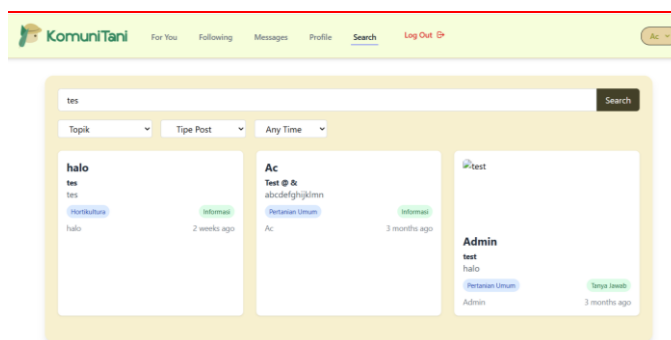 KomuniTani
For You Following Messages Profile Search Log Out
Ac
tes
Search
Topik Tipe Post Any Time
halo
tes
tes
Hortikultura Informasi
halo 2 weeks ago
Ac
Test @ &
abcdefghijklmn
Pertanian Umum Informasi
Ac 3 months ago
test
Admin
test
halo
Pertanian Umum Tanya Jawab
Admin 3 months ago